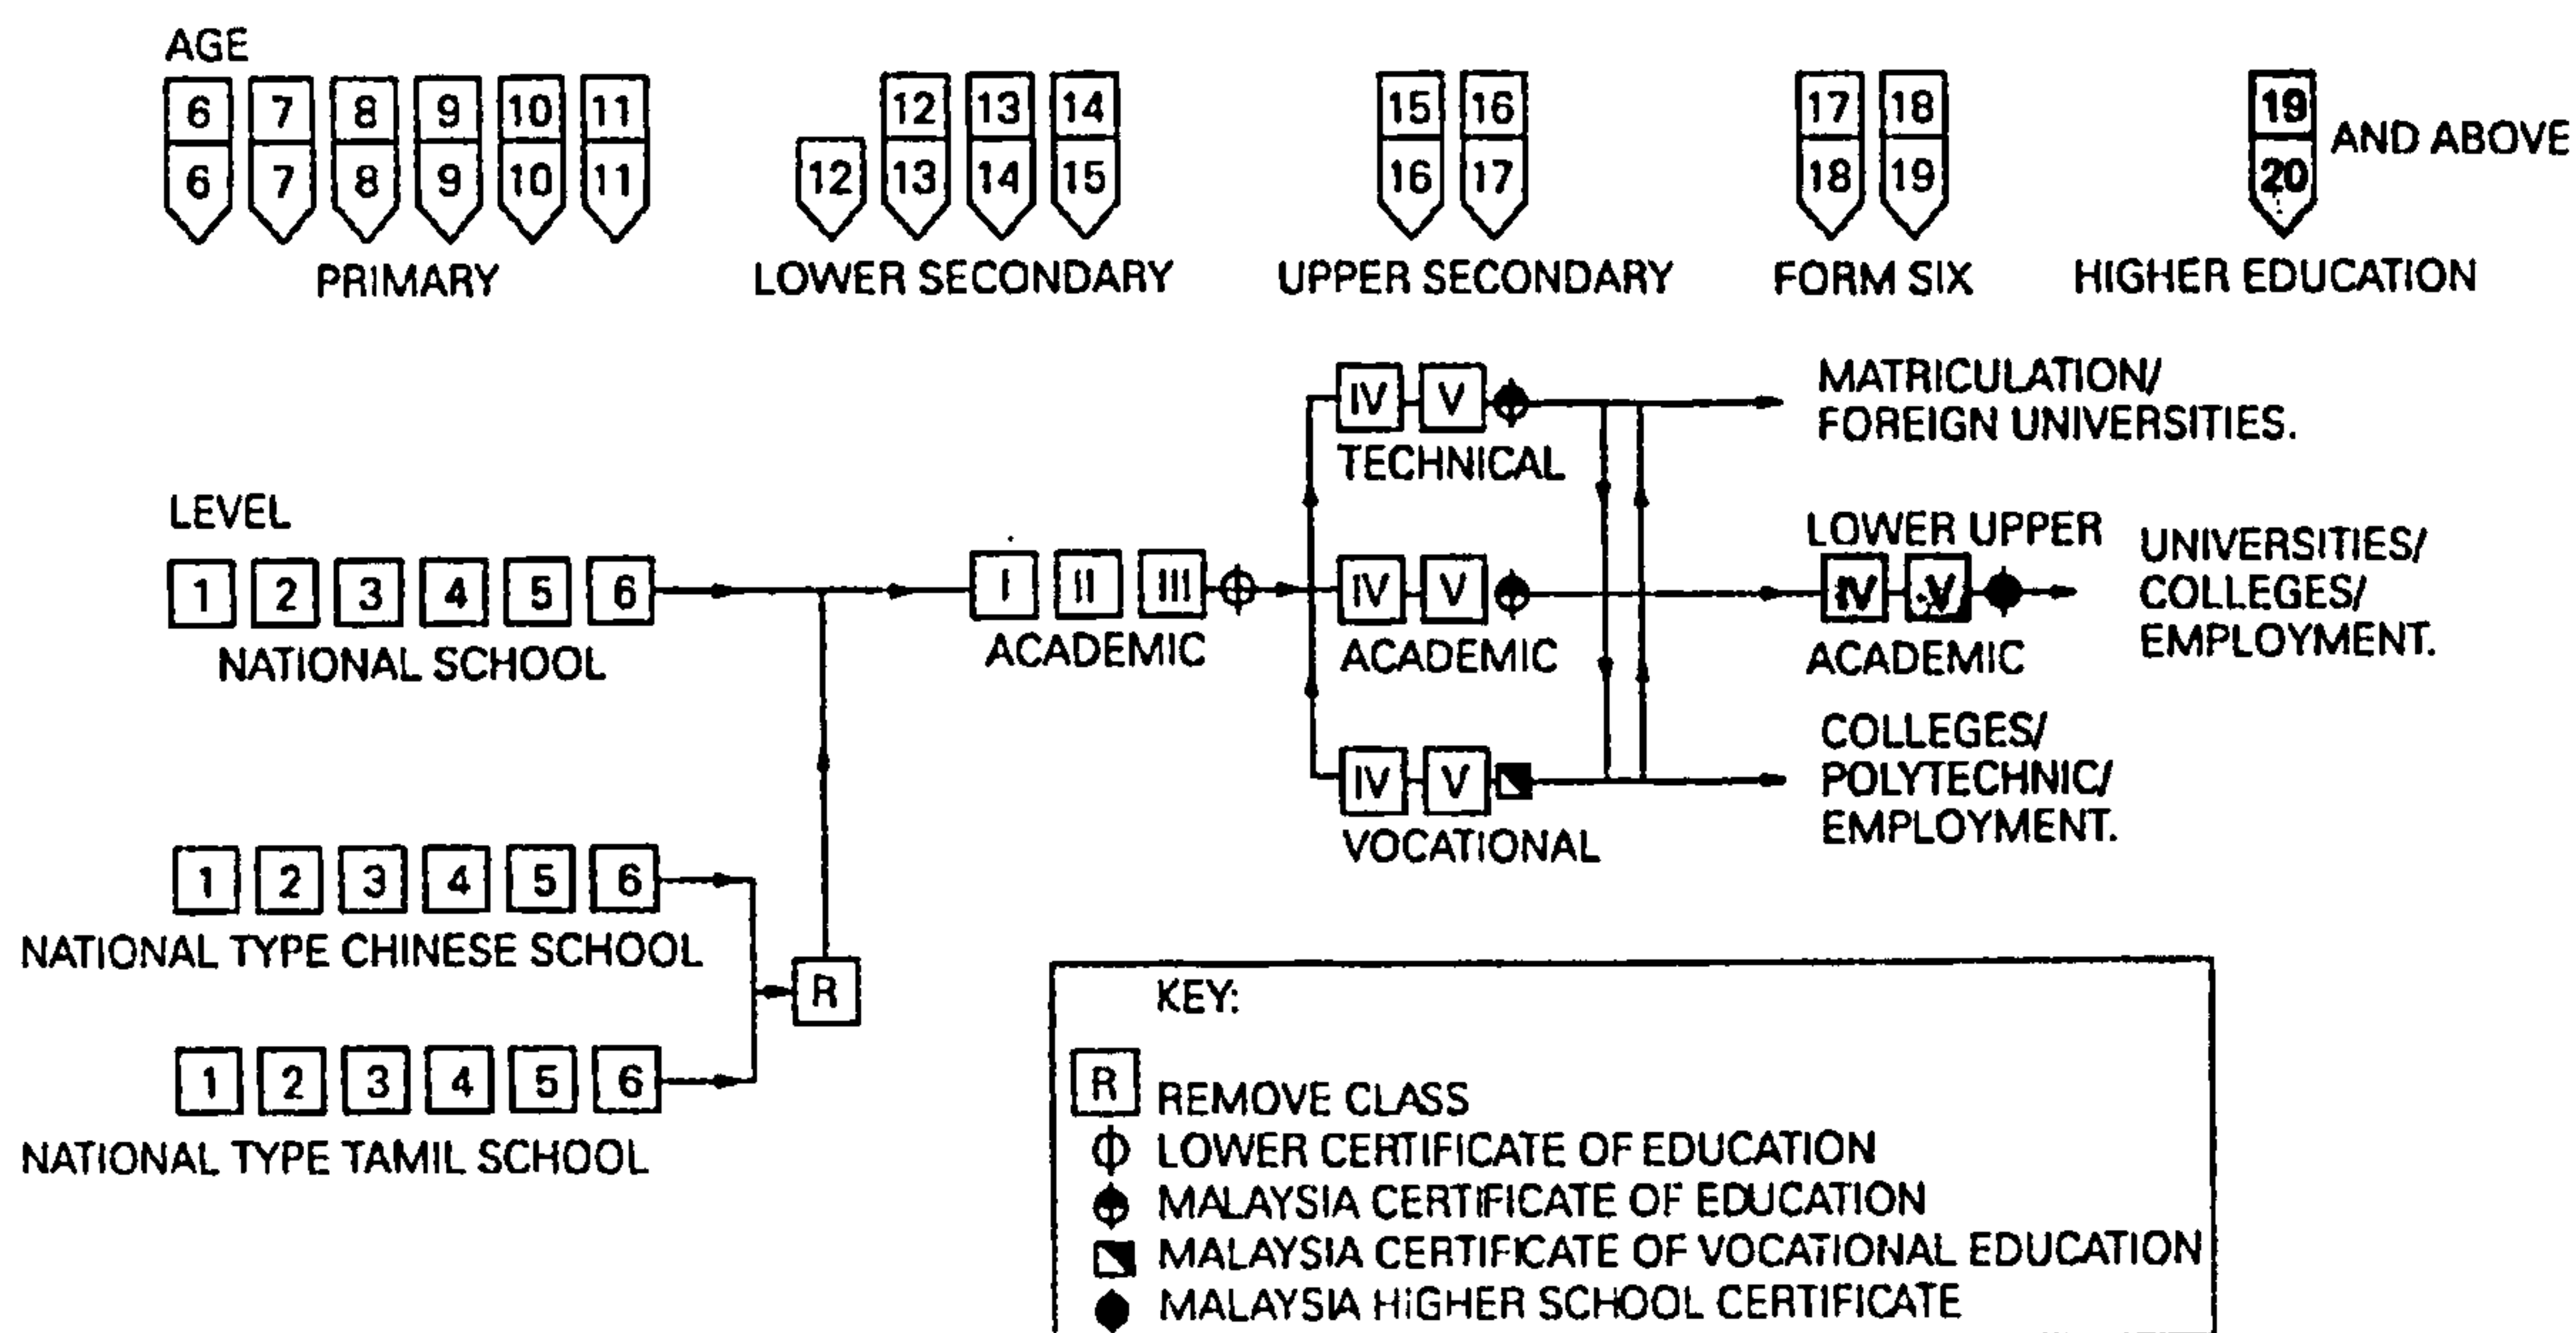 AGE
6 7 8 9 10 11 12 13 14 15 16 17 18 19 AND ABOVE
6 7 8 9 10 11 12 13 14 15 16 17 18 19 20
PRIMARY LOWER SECONDARY UPPER SECONDARY FORM SIX HIGHER EDUCATION
IV V
TECHNICAL
MATRICULATION/
FOREIGN UNIVERSITIES.
LEVEL
1 2 3 4 5 6
NATIONAL SCHOOL
I II III
ACADEMIC
IV V
ACADEMIC
LOWER UPPER
IV V
ACADEMIC
UNIVERSITIES/
COLLEGES/
EMPLOYMENT.
IV V
VOCATIONAL
COLLEGES/
POLYTECHNIC/
EMPLOYMENT.
1 2 3 4 5 6
NATIONAL TYPE CHINESE SCHOOL
R
1 2 3 4 5 6
NATIONAL TYPE TAMIL SCHOOL
KEY:
R REMOVE CLASS
LOWER CERTIFICATE OF EDUCATION
MALAYSIA CERTIFICATE OF EDUCATION
MALAYSIA CERTIFICATE OF VOCATIONAL EDUCATION
MALAYSIA HIGHER SCHOOL CERTIFICATE